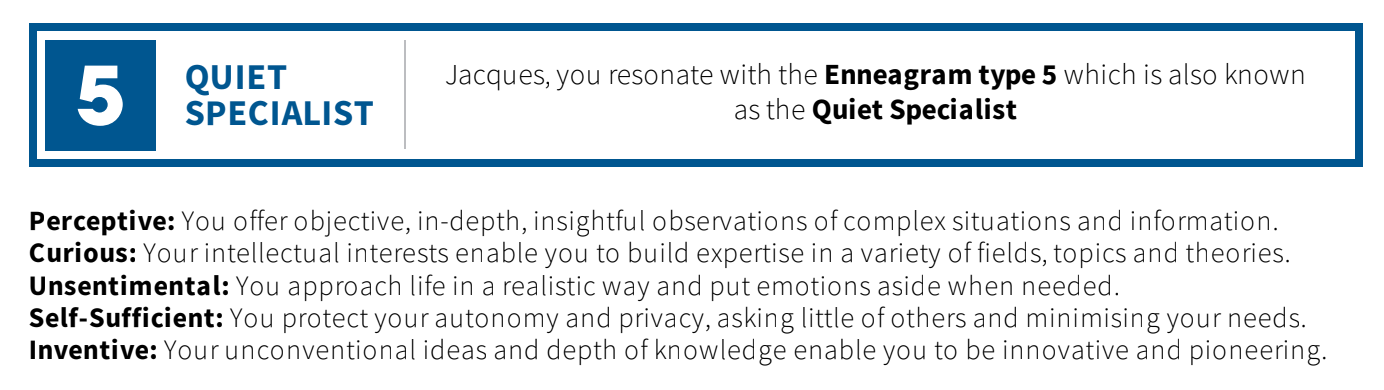 5
QUIET
SPECIALIST
Jacques, you resonate with the Enneagram type 5 which is also known
as the Quiet Specialist
Perceptive: You offer objective, in-depth, insightful observations of complex situations and information.
Curious: Your intellectual interests enable you to build expertise in a variety of fields, topics and theories.
Unsentimental: You approach life in a realistic way and put emotions aside when needed.
Self-Sufficient: You protect your autonomy and privacy, asking little of others and minimising your needs.
Inventive: Your unconventional ideas and depth of knowledge enable you to be innovative and pioneering.